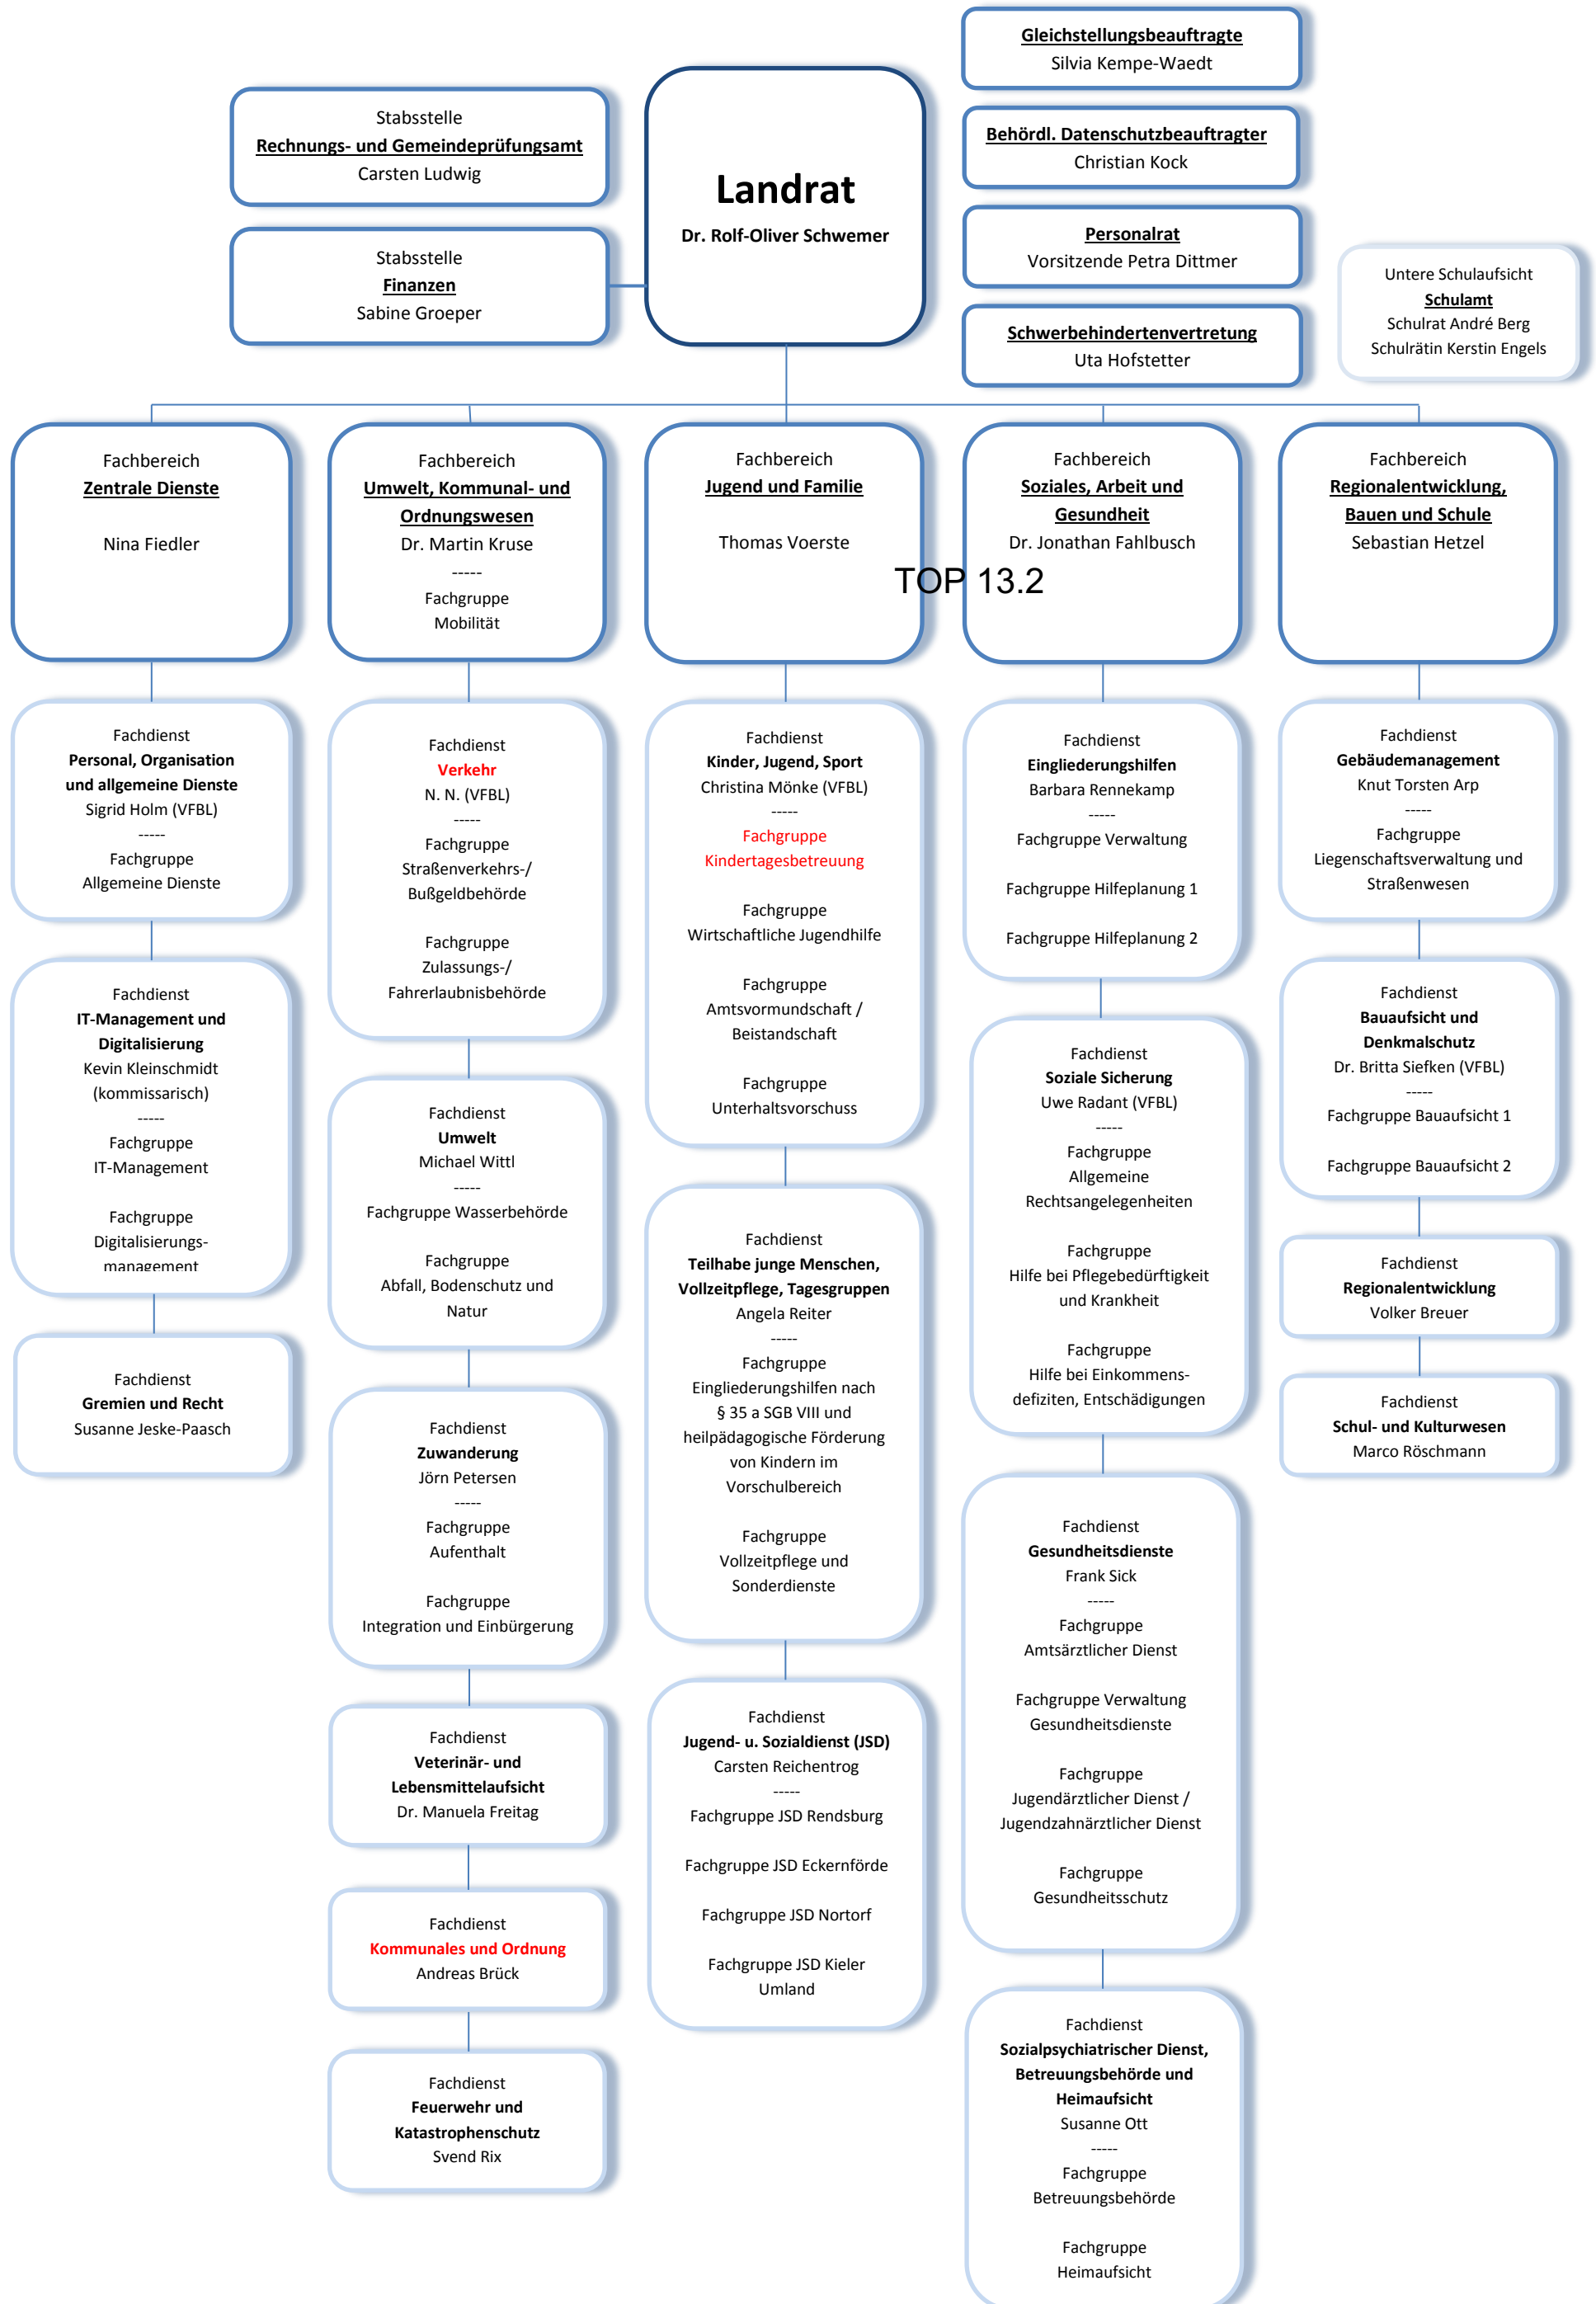 Gleichstellungsbeauftragte
Silvia Kempe-Waedt
Stabsstelle
Rechnungs- und Gemeindeprüfungsamt
Carsten Ludwig
Behördl. Datenschutzbeauftragter
Christian Kock
Landrat
Dr. Rolf-Oliver Schwemer
Personalrat
Vorsitzende Petra Dittmer
Stabsstelle
Finanzen
Sabine Groeper
Untere Schulaufsicht
Schulamt
Schulrat André Berg
Schulrätin Kerstin Engels
Schwerbehindertenvertretung
Uta Hofstetter
Fachbereich
Zentrale Dienste
Nina Fiedler
Fachbereich
Umwelt, Kommunal- und
Ordnungswesen
Dr. Martin Kruse
-----
Fachgruppe
Mobilität
Fachbereich
Jugend und Familie
Thomas Voerste
Fachbereich
Soziales, Arbeit und
Gesundheit
Dr. Jonathan Fahlbusch
TOP 13.2
Fachbereich
Regionalentwicklung,
Bauen und Schule
Sebastian Hetzel
Fachdienst
Personal, Organisation
und allgemeine Dienste
Sigrid Holm (VFBL)
-----
Fachgruppe
Allgemeine Dienste
Fachdienst
IT-Management und
Digitalisierung
Kevin Kleinschmidt
(kommissarisch)
-----
Fachgruppe
IT-Management
Fachgruppe
Digitalisierungs-
management
Fachdienst
Gremien und Recht
Susanne Jeske-Paasch
Fachdienst
Verkehr
N. N. (VFBL)
-----
Fachgruppe
Straßenverkehrs-/
Bußgeldbehörde
Fachgruppe
Zulassungs-/
Fahrerlaubnisbehörde
Fachdienst
Umwelt
Michael Wittl
-----
Fachgruppe Wasserbehörde
Fachgruppe
Abfall, Bodenschutz und
Natur
Fachdienst
Zuwanderung
Jörn Petersen
-----
Fachgruppe
Aufenthalt
Fachgruppe
Integration und Einbürgerung
Fachdienst
Veterinär- und
Lebensmittelaufsicht
Dr. Manuela Freitag
Fachdienst
Kommunales und Ordnung
Andreas Brück
Fachdienst
Feuerwehr und
Katastrophenschutz
Svend Rix
Fachdienst
Kinder, Jugend, Sport
Christina Mönke (VFBL)
-----
Fachgruppe
Kindertagesbetreuung
Fachgruppe
Wirtschaftliche Jugendhilfe
Fachgruppe
Amtsvormundschaft /
Beistandschaft
Fachgruppe
Unterhaltsvorschuss
Fachdienst
Teilhabe junge Menschen,
Vollzeitpflege, Tagesgruppen
Angela Reiter
-----
Fachgruppe
Eingliederungshilfen nach
§ 35 a SGB VIII und
heilpädagogische Förderung
von Kindern im
Vorschulbereich
Fachgruppe
Vollzeitpflege und
Sonderdienste
Fachdienst
Jugend- u. Sozialdienst (JSD)
Carsten Reichentrog
-----
Fachgruppe JSD Rendsburg
Fachgruppe JSD Eckernförde
Fachgruppe JSD Nortorf
Fachgruppe JSD Kieler
Umland
Fachdienst
Eingliederungshilfen
Barbara Rennekamp
-----
Fachgruppe Verwaltung
Fachgruppe Hilfeplanung 1
Fachgruppe Hilfeplanung 2
Fachdienst
Soziale Sicherung
Uwe Radant (VFBL)
-----
Fachgruppe
Allgemeine
Rechtsangelegenheiten
Fachgruppe
Hilfe bei Pflegebedürftigkeit
und Krankheit
Fachgruppe
Hilfe bei Einkommens-
defiziten, Entschädigungen
Fachdienst
Gesundheitsdienste
Frank Sick
-----
Fachgruppe
Amtsärztlicher Dienst
Fachgruppe Verwaltung
Gesundheitsdienste
Fachgruppe
Jugendärztlicher Dienst /
Jugendzahnärztlicher Dienst
Fachgruppe
Gesundheitsschutz
Fachdienst
Sozialpsychiatrischer Dienst,
Betreuungsbehörde und
Heimaufsicht
Susanne Ott
-----
Fachgruppe
Betreuungsbehörde
Fachgruppe
Heimaufsicht
Fachdienst
Gebäudemanagement
Knut Torsten Arp
-----
Fachgruppe
Liegenschaftsverwaltung und
Straßenwesen
Fachdienst
Bauaufsicht und
Denkmalschutz
Dr. Britta Siefken (VFBL)
-----
Fachgruppe Bauaufsicht 1
Fachgruppe Bauaufsicht 2
Fachdienst
Regionalentwicklung
Volker Breuer
Fachdienst
Schul- und Kulturwesen
Marco Röschmann